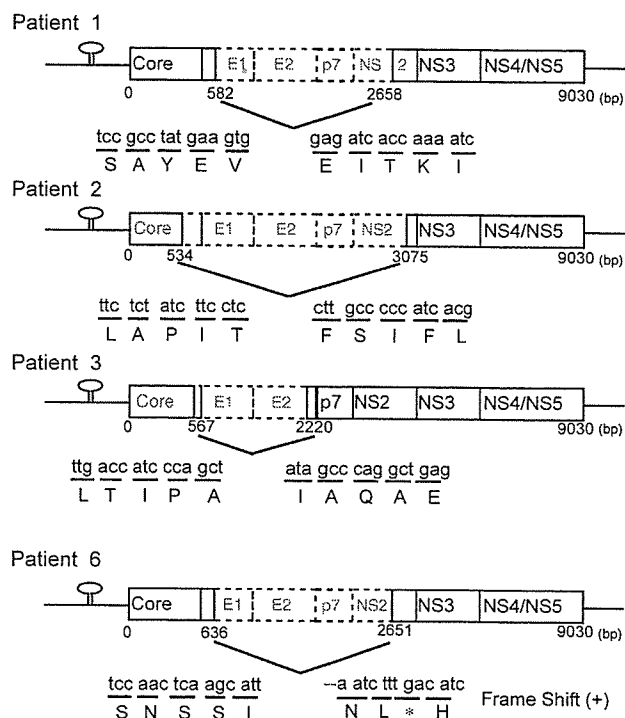 Patient 1
Core E1 E2 p7 NS 2 NS3 NS4/NS5
0 582 2658 9030 (bp)
tcc gcc tat gaa gtg gag atc acc aaa atc
S A Y E V E I T K I
Patient 2
Core E1 E2 p7 NS2 NS3 NS4/NS5
0 534 3075 9030 (bp)
ttc tct atc ttc ctc ctt gcc ccc atc acg
L A P I T F S I F L
Patient 3
Core E1 E2 p7 NS2 NS3 NS4/NS5
0 567 2220 9030 (bp)
ttg acc atc cca gct ata gcc cag gct gag
L T I P A I A Q A E
Patient 6
Core E1 E2 p7 NS2 NS3 NS4/NS5
0 636 2651 9030 (bp)
tcc aac tca agc att --a atc ttt gac atc
S N S S I N L * H Frame Shift (+)